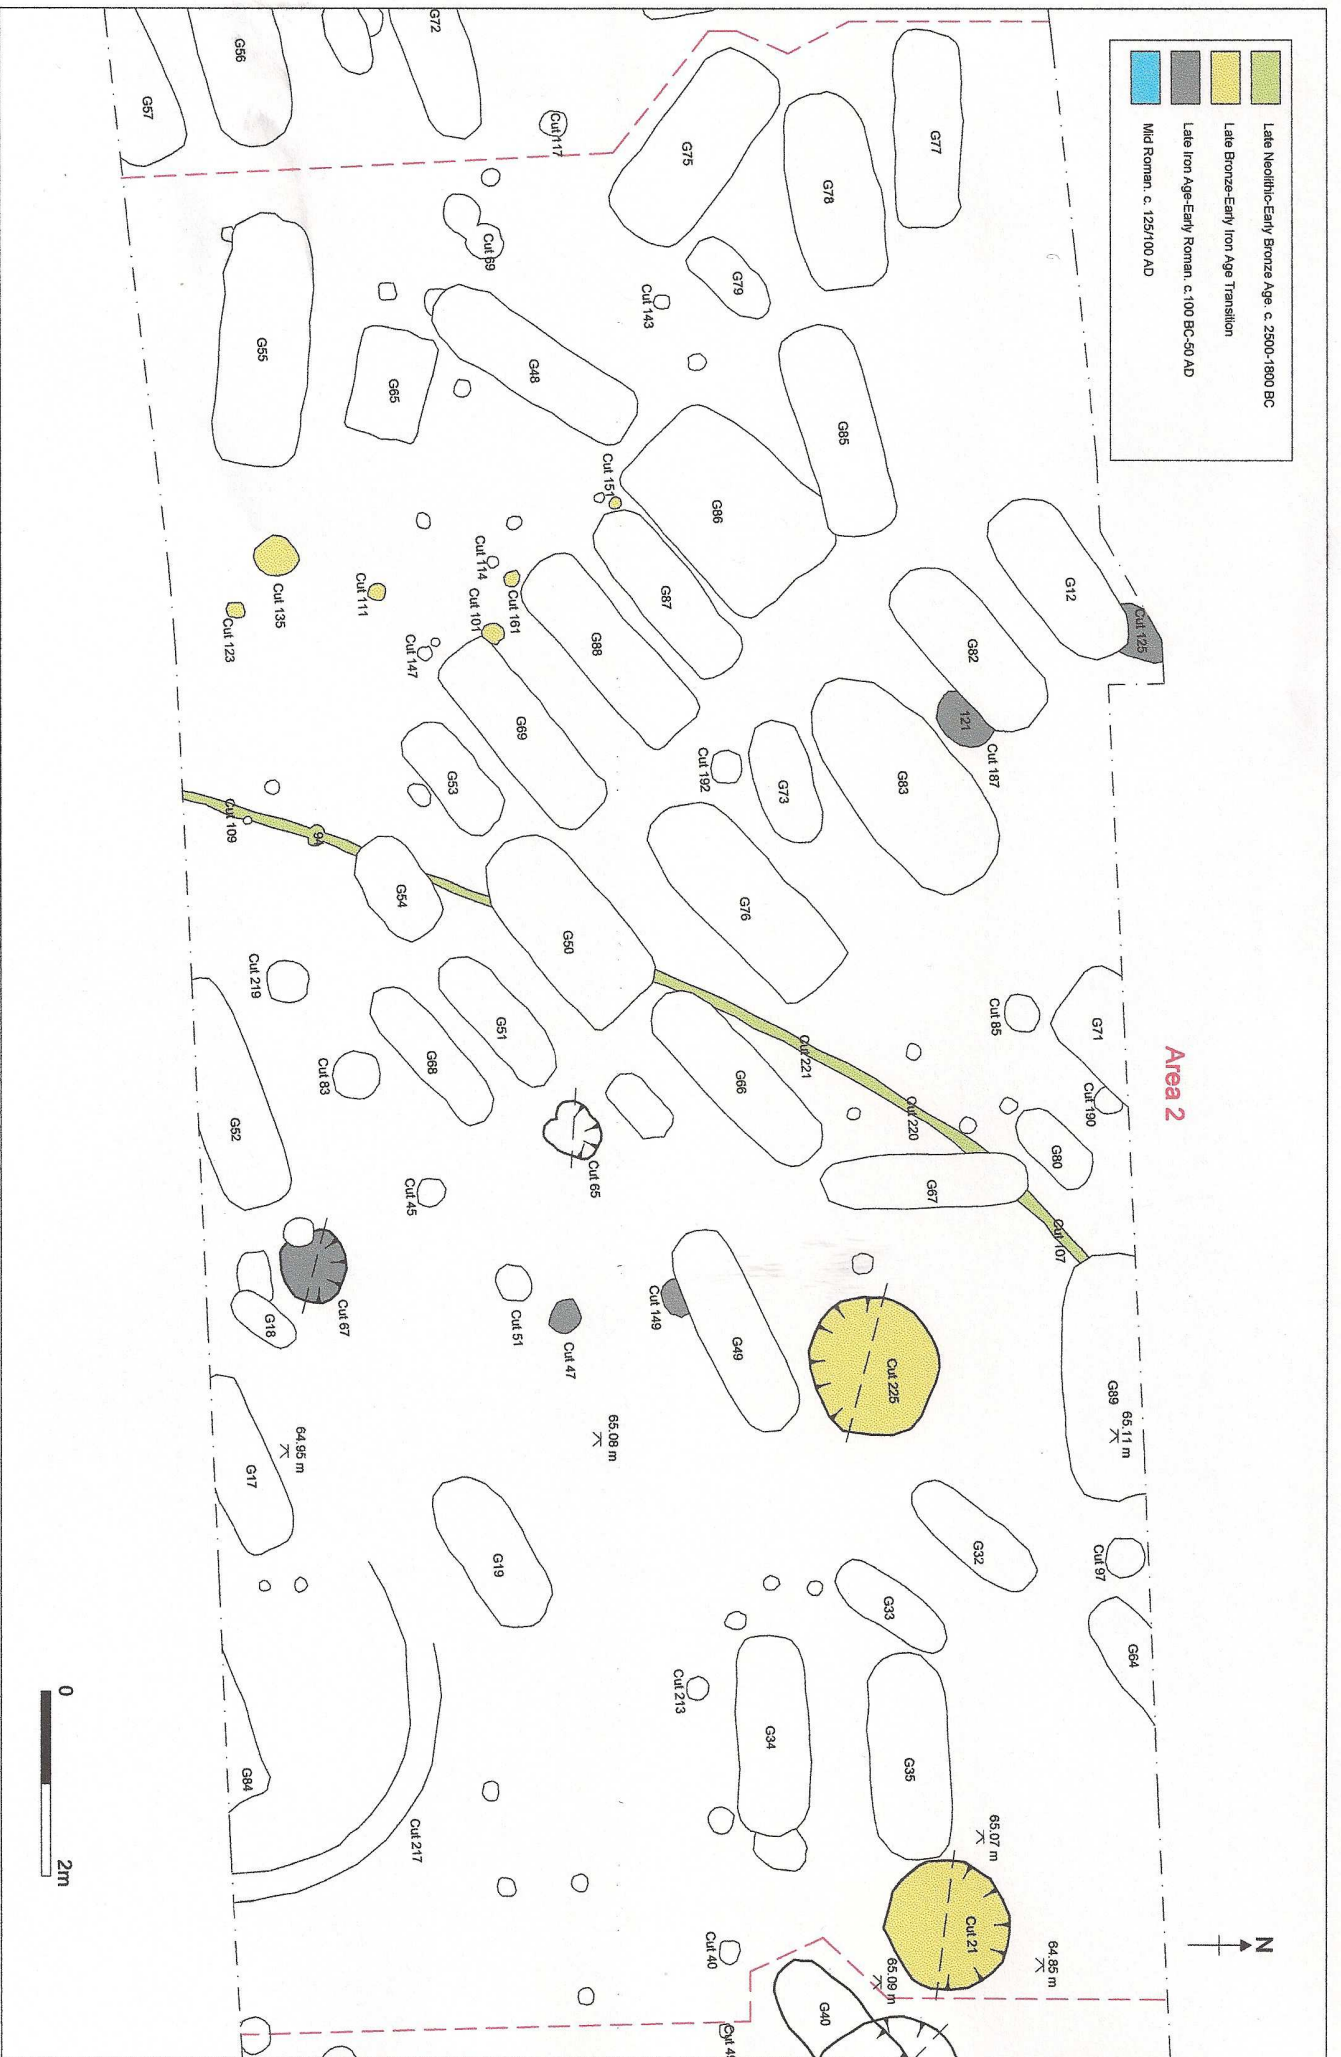 Late Neolithic-Early Bronze Age. c. 2500-1800 BC
Late Bronze-Early Iron Age Transition
Late Iron Age-Early Roman. c.100 BC-50 AD
Mid Roman. c. 125/100 AD
Area 2
N
G77
G78
G75
G79
Cut 143
Cut 117
Cut 69
G72
G56
G57
G55
G65
G48
G85
G86
G87
G88
Cut 151
Cut 114
Cut 161
Cut 101
Cut 147
Cut 111
Cut 135
Cut 123
G12
Cut 125
G82
121
Cut 187
G83
G73
Cut 192
G69
G53
G76
G50
G54
Cut 109
Cut 219
G51
G68
Cut 83
G52
G71
Cut 85
Cut 190
G80
Cut 221
Cut 220
G66
G67
Cut 107
Cut 65
Cut 45
Cut 67
G18
Cut 51
Cut 47
Cut 149
G49
Cut 225
G89
65.11 m
65.08 m
64.95 m
G17
G19
G32
G33
Cut 97
G64
G35
G34
Cut 213
G84
Cut 217
65.07 m
Cut 21
64.85 m
65.09 m
Cut 40
G40
0
2m